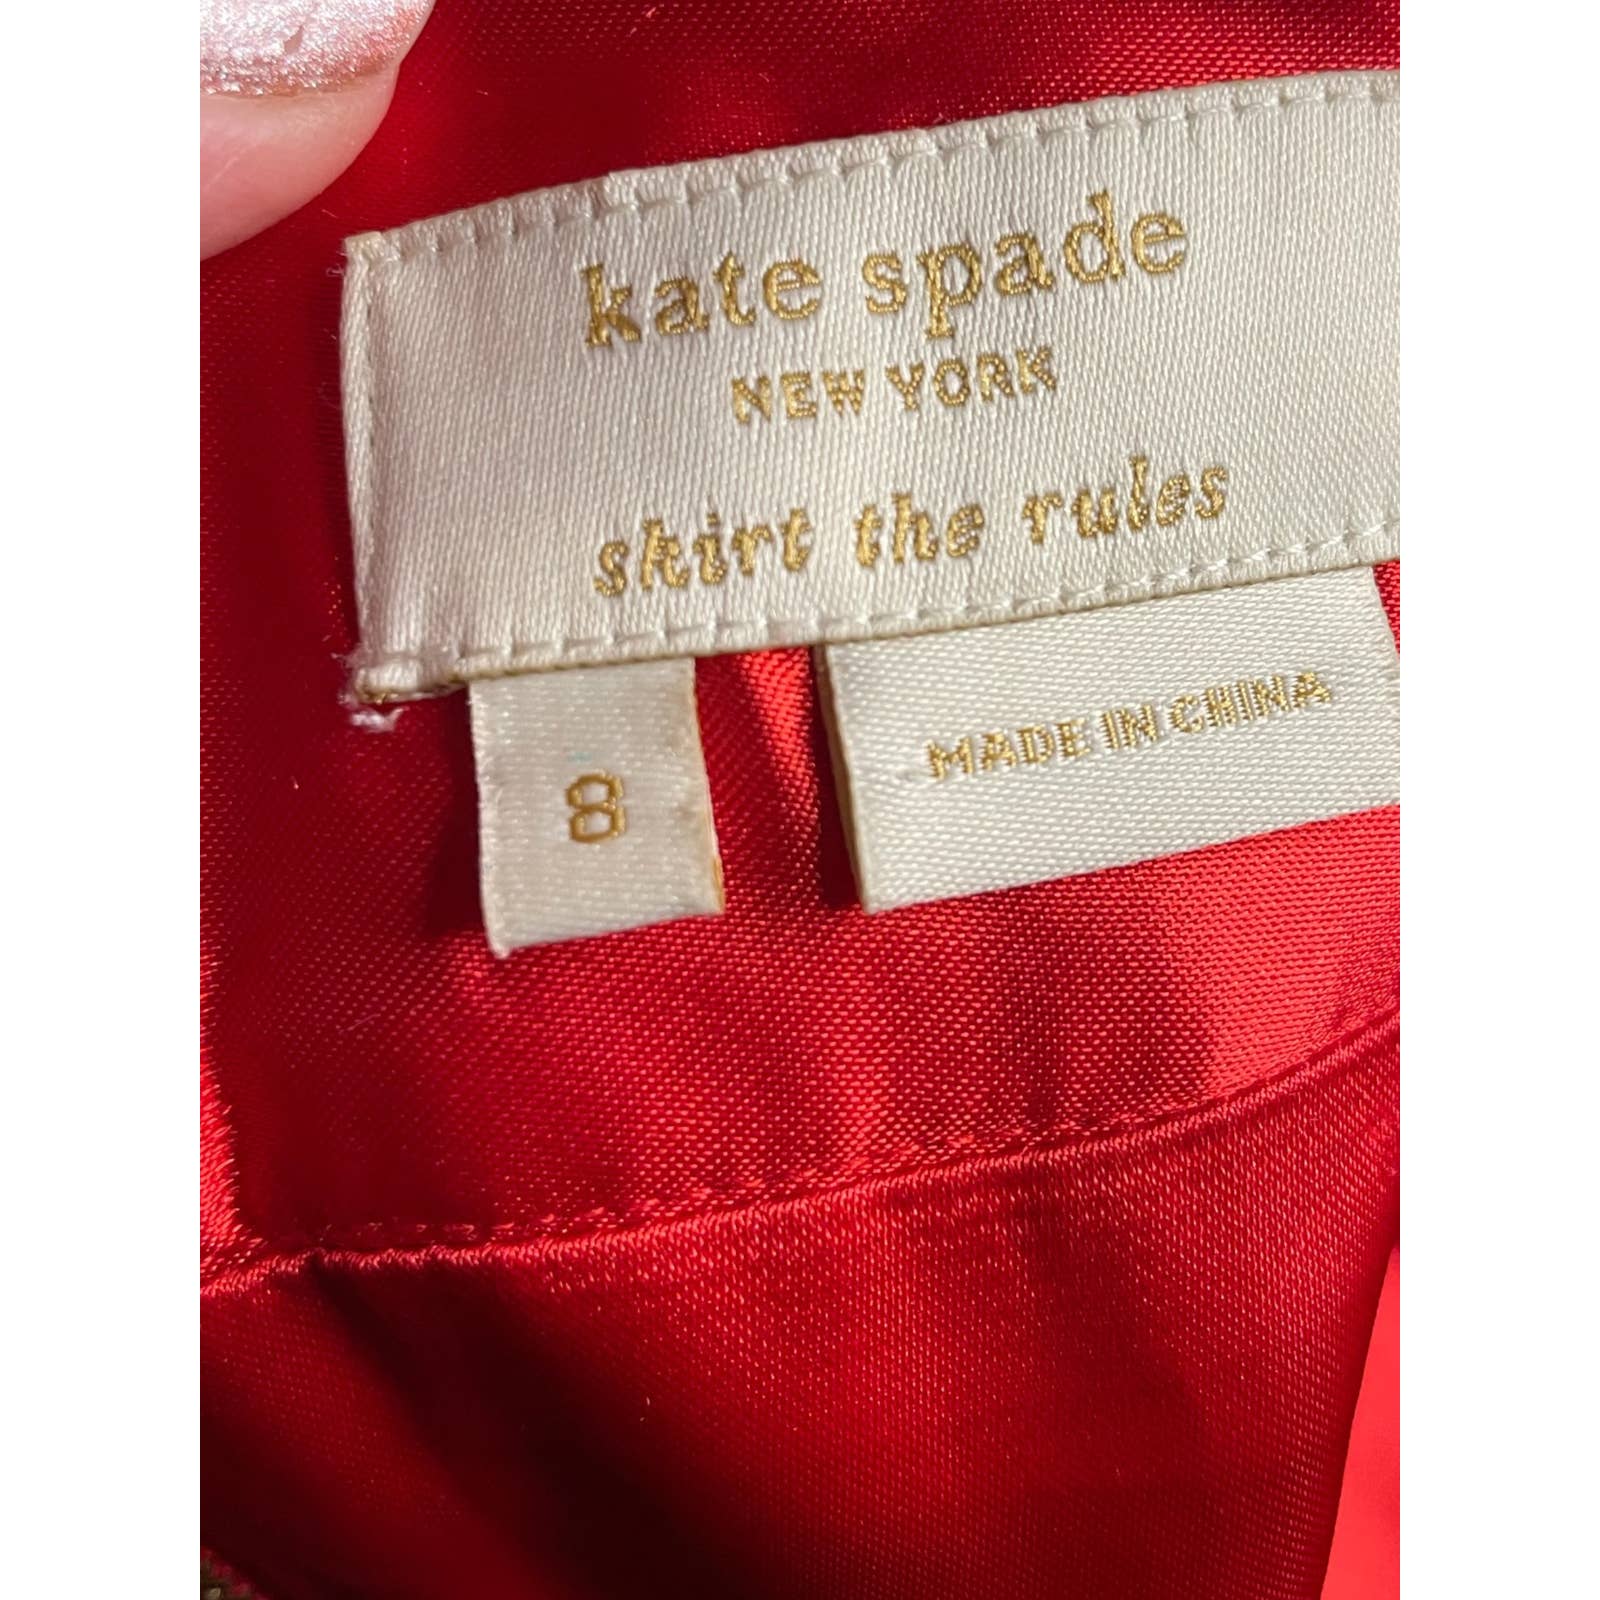 kate spade
NEW YORK
skirt the rules
8
MADE IN CHINA